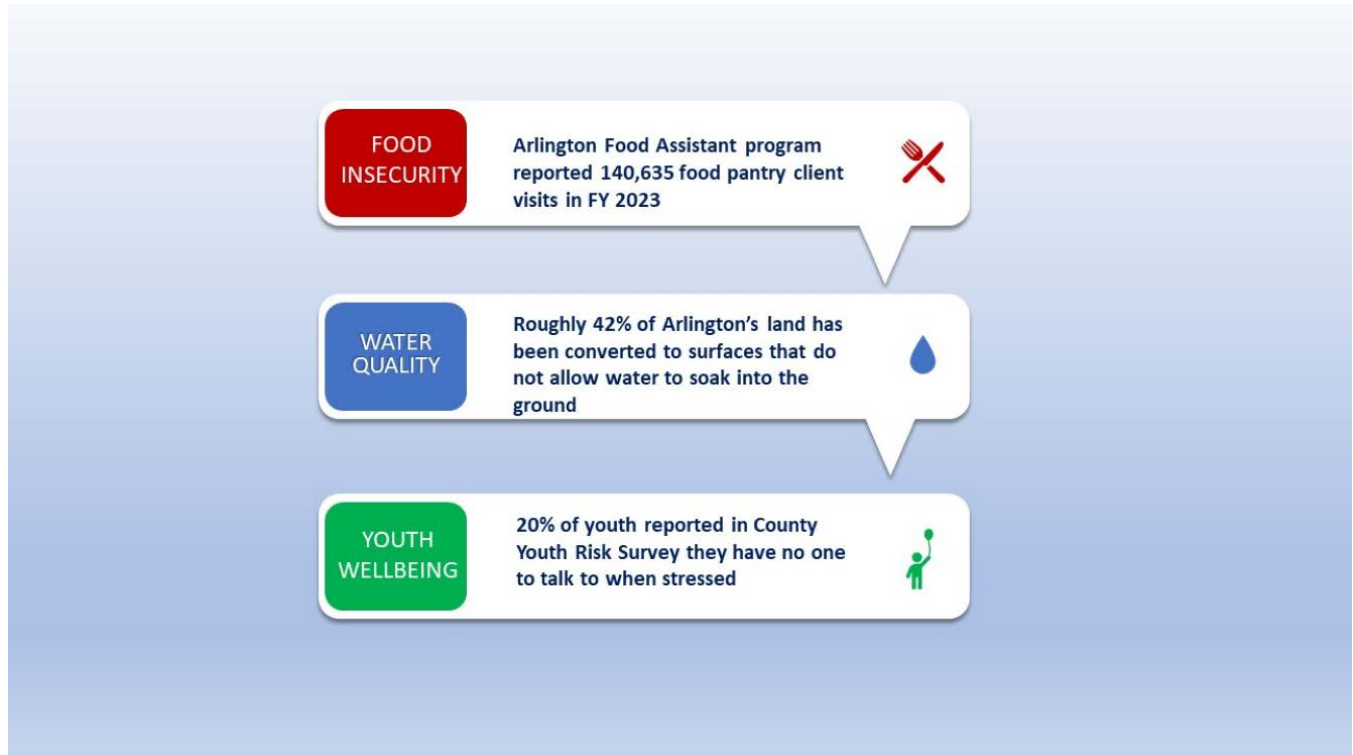 FOOD
INSECURITY
Arlington Food Assistant program
reported 140,635 food pantry client
visits in FY 2023
WATER
QUALITY
Roughly 42% of Arlington’s land has
been converted to surfaces that do
not allow water to soak into the
ground
YOUTH
WELLBEING
20% of youth reported in County
Youth Risk Survey they have no one
to talk to when stressed